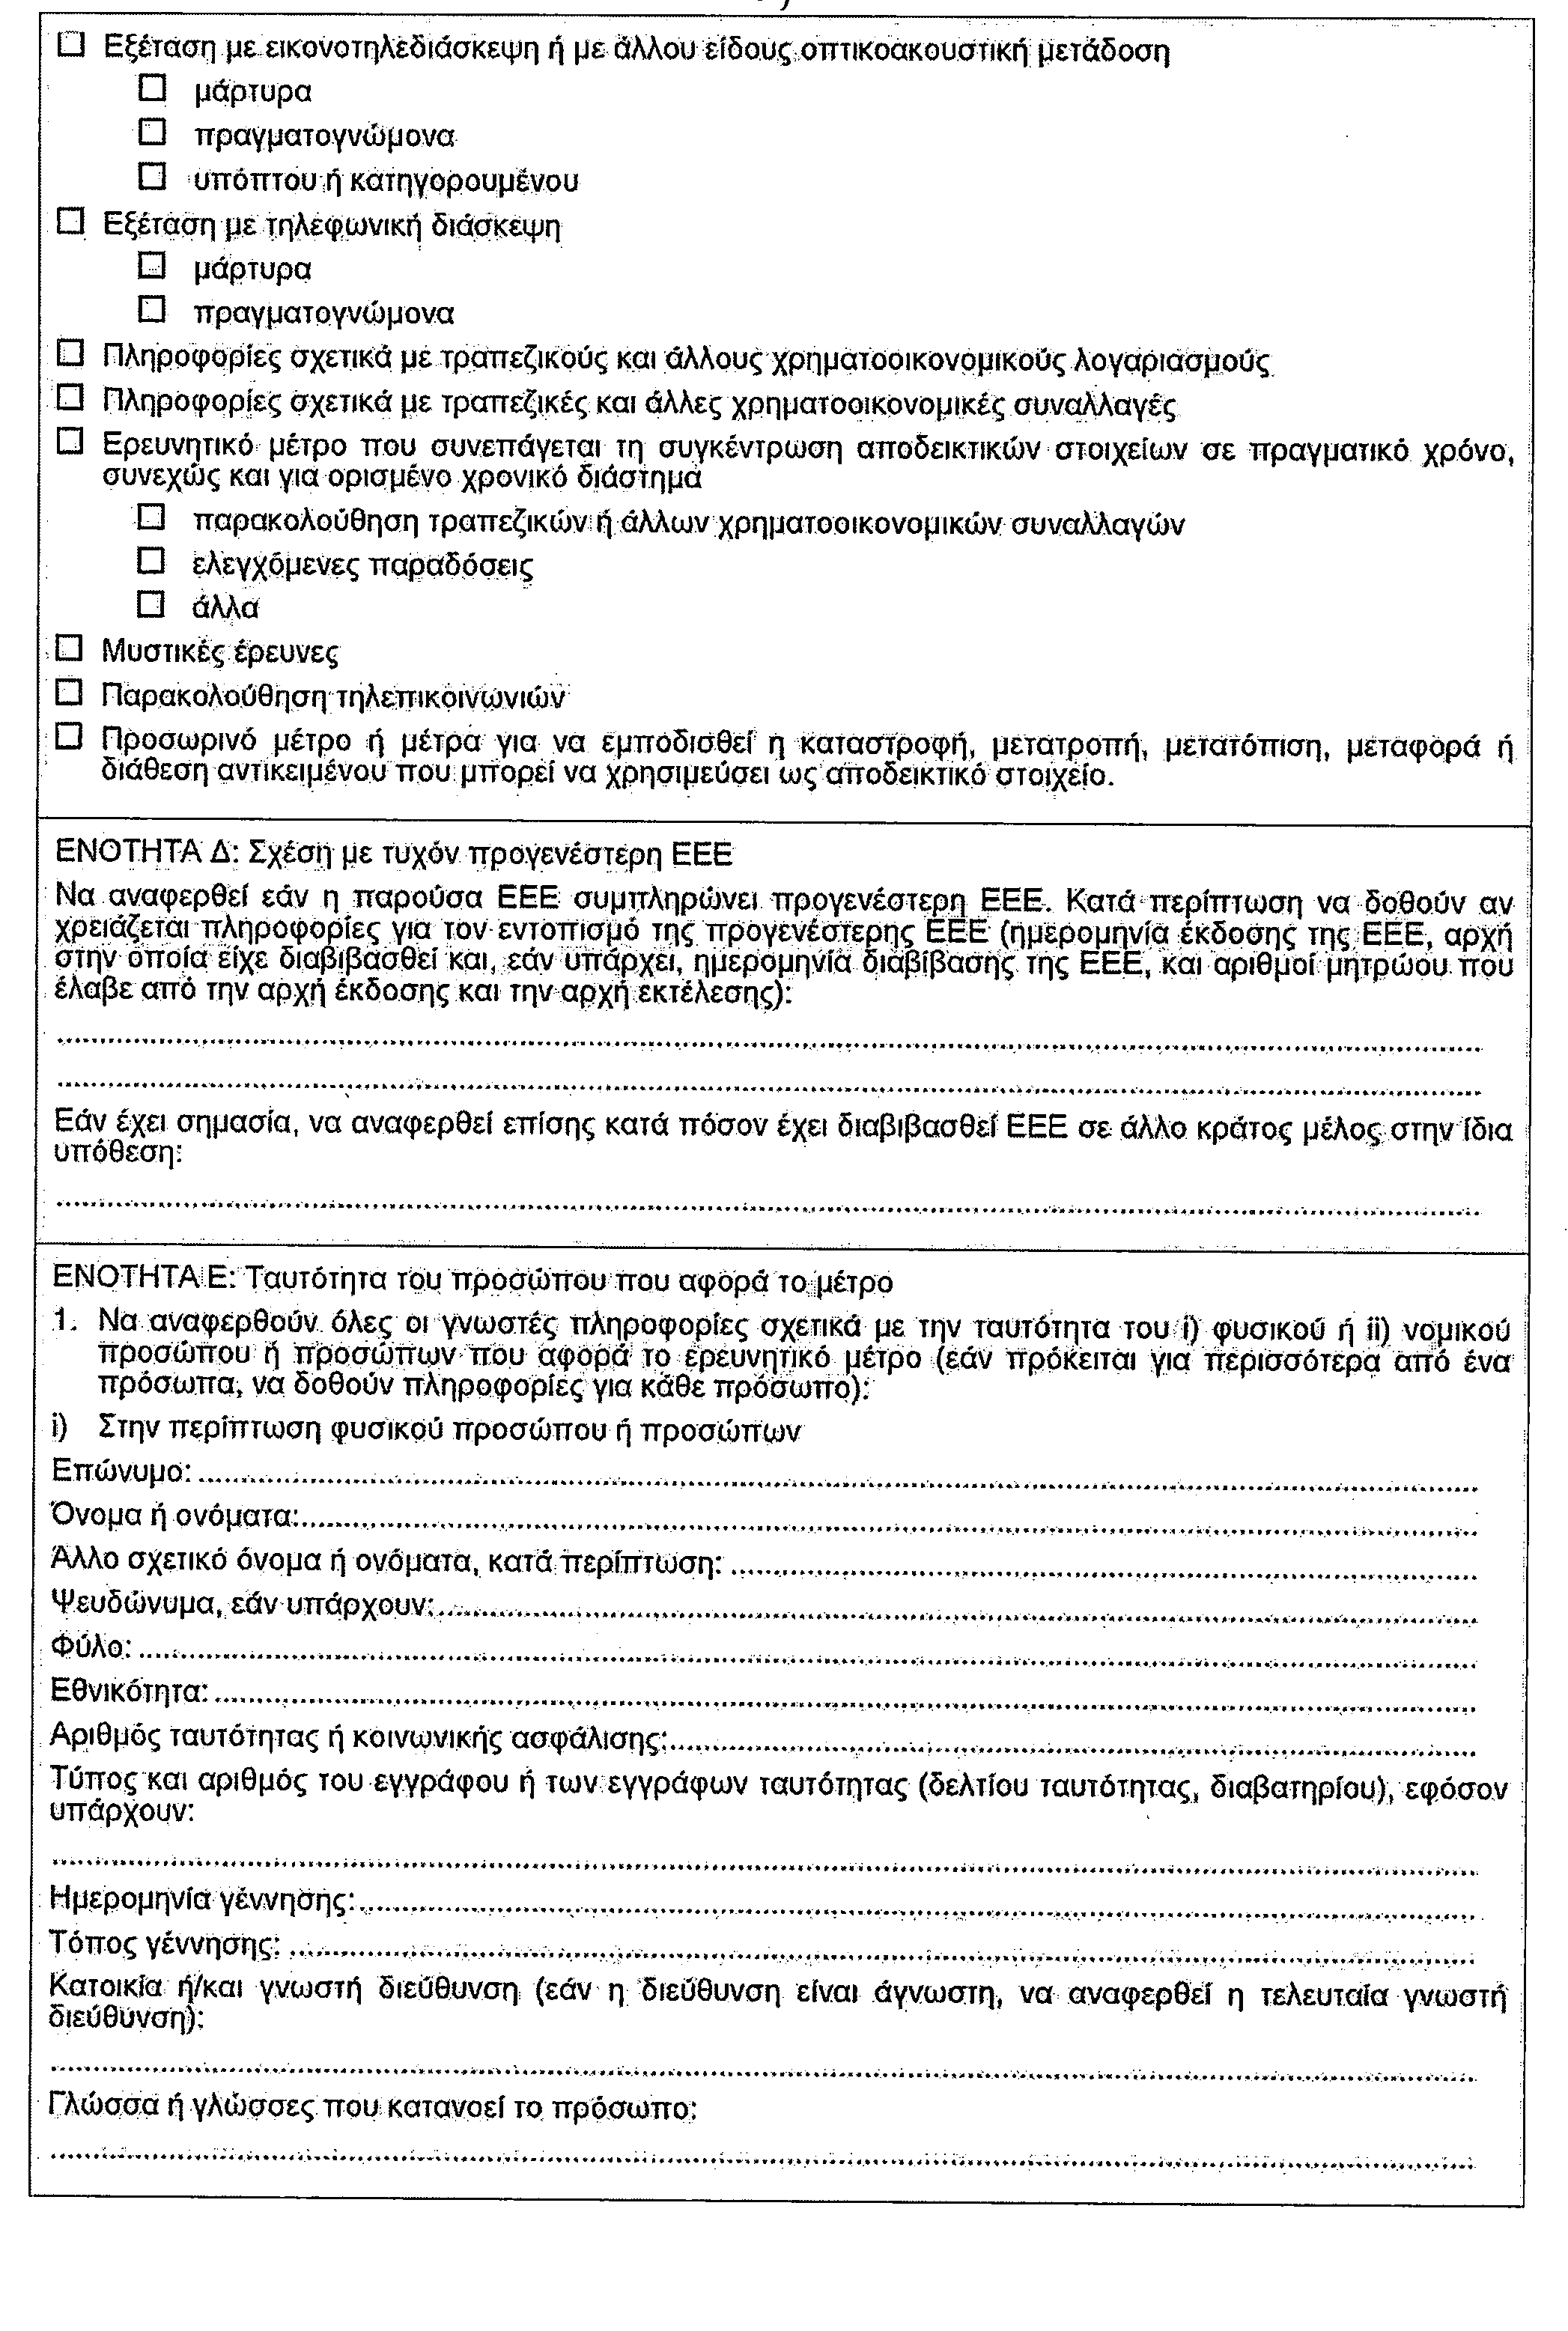 ☐ Εξέταση με εικονοτηλεδιάσκεψη ή με άλλου είδους οπτικοακουστική μετάδοση
☐ μάρτυρα
☐ πραγματογνώμονα
☐ υπόπτου ή κατηγορουμένου
☐ Εξέταση με τηλεφωνική διάσκεψη
☐ μάρτυρα
☐ πραγματογνώμονα
☐ Πληροφορίες σχετικά με τραπεζικούς και άλλους χρηματοοικονομικούς λογαριασμούς
☐ Πληροφορίες σχετικά με τραπεζικές και άλλες χρηματοοικονομικές συναλλαγές
☐ Ερευνητικό μέτρο που συνεπάγεται τη συγκέντρωση αποδεικτικών στοιχείων σε πραγματικό χρόνο,
συνεχώς και για ορισμένο χρονικό διάστημα
☐ παρακολούθηση τραπεζικών ή άλλων χρηματοοικονομικών συναλλαγών
☐ ελεγχόμενες παραδόσεις
☐ άλλα
☐ Μυστικές έρευνες
☐ Παρακολούθηση τηλεπικοινωνιών
☐ Προσωρινό μέτρο ή μέτρα για να εμποδισθεί η καταστροφή, μετατροπή, μετατόπιση, μεταφορά ή
διάθεση αντικειμένου που μπορεί να χρησιμεύσει ως αποδεικτικό στοιχείο.
ΕΝΟΤΗΤΑ Δ: Σχέση με τυχόν προγενέστερη ΕΕΕ
Να αναφερθεί εάν η παρούσα ΕΕΕ συμπληρώνει προγενέστερη ΕΕΕ. Κατά περίπτωση να δοθούν αν
χρειάζεται πληροφορίες για τον εντοπισμό της προγενέστερης ΕΕΕ (ημερομηνία έκδοσης της ΕΕΕ, αρχή
στην οποία είχε διαβιβασθεί και, εάν υπάρχει, ημερομηνία διαβίβασης της ΕΕΕ, και αριθμοί μητρώου που
έλαβε από την αρχή έκδοσης και την αρχή εκτέλεσης):
Εάν έχει σημασία, να αναφερθεί επίσης κατά πόσον έχει διαβιβασθεί ΕΕΕ σε άλλο κράτος μέλος στην ίδια
υπόθεση:
ΕΝΟΤΗΤΑ Ε: Ταυτότητα του προσώπου που αφορά το μέτρο
1. Να αναφερθούν όλες οι γνωστές πληροφορίες σχετικά με την ταυτότητα του i) φυσικού ή ii) νομικού
προσώπου ή προσώπων που αφορά το ερευνητικό μέτρο (εάν πρόκειται για περισσότερα από ένα
πρόσωπα, να δοθούν πληροφορίες για κάθε πρόσωπο):
i) Στην περίπτωση φυσικού προσώπου ή προσώπων
Επώνυμο:
Όνομα ή ονόματα:
Άλλο σχετικό όνομα ή ονόματα, κατά περίπτωση:
Ψευδώνυμα, εάν υπάρχουν:
Φύλο:
Εθνικότητα:
Αριθμός ταυτότητας ή κοινωνικής ασφάλισης:
Τύπος και αριθμός του εγγράφου ή των εγγράφων ταυτότητας (δελτίου ταυτότητας, διαβατηρίου), εφόσον
υπάρχουν:
Ημερομηνία γέννησης:
Τόπος γέννησης:
Κατοικία ή/και γνωστή διεύθυνση (εάν η διεύθυνση είναι άγνωστη, να αναφερθεί η τελευταία γνωστή
διεύθυνση):
Γλώσσα ή γλώσσες που κατανοεί το πρόσωπο: